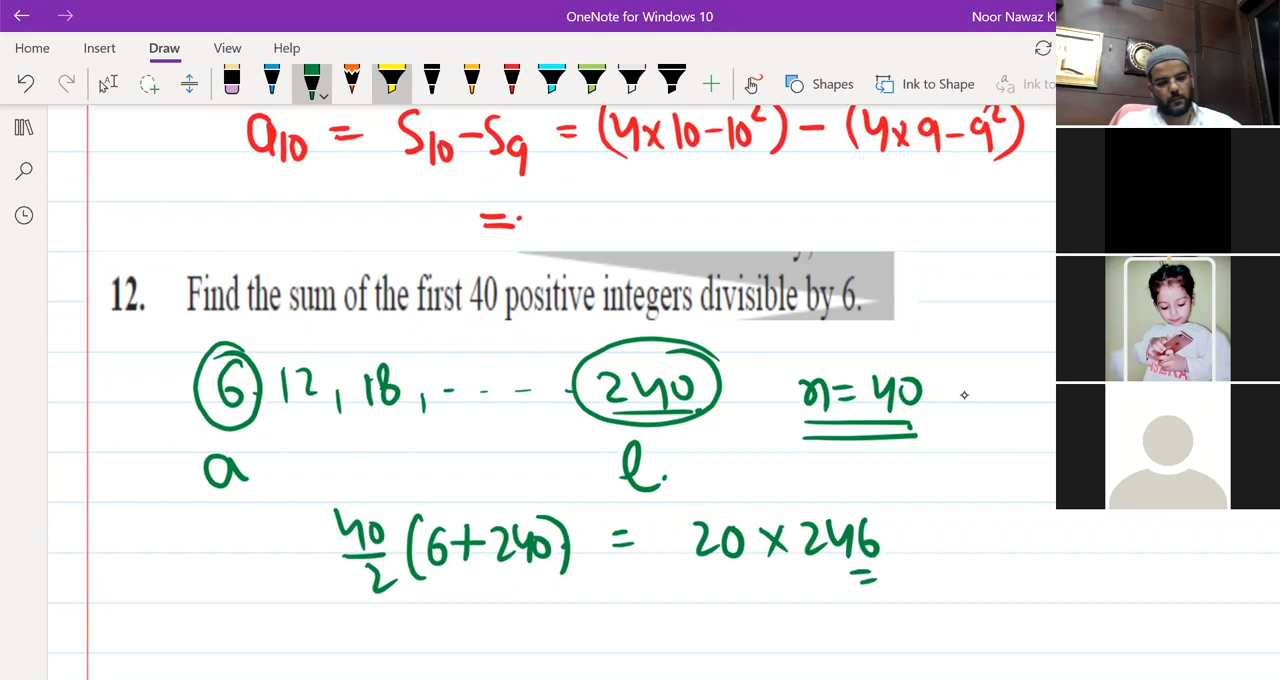 OneNote for Windows 10
Noor Nawaz K
Home Insert Draw View Help
Shapes Ink to Shape Ink to
a₁₀ = S₁₀ - S₉ = (4×10-10²) - (4×9-9²)
=
12. Find the sum of the first 40 positive integers divisible by 6.
6, 12, 18, - - - - 240 n = 40
a l.
40/2 (6+240) = 20 × 246